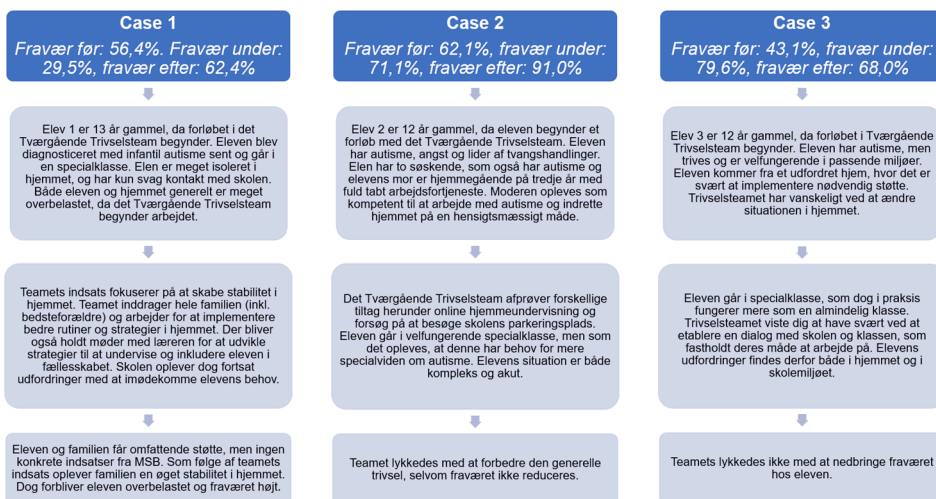 Case 1
Fravær før: 56,4%. Fravær under:
29,5%, fravær efter: 62,4%
Elev 1 er 13 år gammel, da forløbet i det
Tværgående Trivselsteam begynder. Eleven blev
diagnosticeret med infantil autisme sent og går i
en specialklasse. Elen er meget isoleret i
hjemmet, og har kun svag kontakt med skolen.
Både eleven og hjemmet generelt er meget
overbelastet, da det Tværgående Trivselsteam
begynder arbejdet.
Teamets indsats fokuserer på at skabe stabilitet i
hjemmet. Teamet inddrager hele familien (inkl.
bedsteforældre) og arbejder for at implementere
bedre rutiner og strategier i hjemmet. Der bliver
også holdt møder med læreren for at udvikle
strategier til at undervise og inkludere eleven i
fællesskabet. Skolen oplever dog fortsat
udfordringer med at imødekomme elevens behov.
Eleven og familien får omfattende støtte, men ingen
konkrete indsatser fra MSB. Som følge af teamets
indsats oplever familien en øget stabilitet i hjemmet.
Dog forbliver eleven overbelastet og fraværet højt.
Case 2
Fravær før: 62,1%, fravær under:
71,1%, fravær efter: 91,0%
Elev 2 er 12 år gammel, da eleven begynder et
forløb med det Tværgående Trivselsteam. Eleven
har autisme, angst og lider af tvangshandlinger.
Elen har to søskende, som også har autisme og
elevens mor er hjemmegående på tredje år med
fuld tabt arbejdsfortjeneste. Moderen opleves som
kompetent til at arbejde med autisme og indrette
hjemmet på en hensigtsmæssigt måde.
Det Tværgående Trivselsteam afprøver forskellige
tiltag herunder online hjemmeundervisning og
forsøg på at besøge skolens parkeringsplads.
Eleven går i velfungerende specialklasse, men som
det opleves, at denne har behov for mere
specialviden om autisme. Elevens situation er både
kompleks og akut.
Teamet lykkedes med at forbedre den generelle
trivsel, selvom fraværet ikke reduceres.
Case 3
Fravær før: 43,1%, fravær under:
79,6%, fravær efter: 68,0%
Elev 3 er 12 år gammel, da forløbet i Tværgående
Trivselsteam begynder. Eleven har autisme, men
trives og er velfungerende i passende miljøer.
Eleven kommer fra et udfordret hjem, hvor det er
svært at implementere nødvendig støtte.
Trivselsteamet har vanskeligt ved at ændre
situationen i hjemmet.
Eleven går i specialklasse, som dog i praksis
fungerer mere som en almindelig klasse.
Trivselsteamet viste dig at have svært ved at
etablere en dialog med skolen og klassen, som
fastholdt deres måde at arbejde på. Elevens
udfordringer findes derfor både i hjemmet og i
skolemiljøet.
Teamets lykkedes ikke med at nedbringe fraværet
hos eleven.